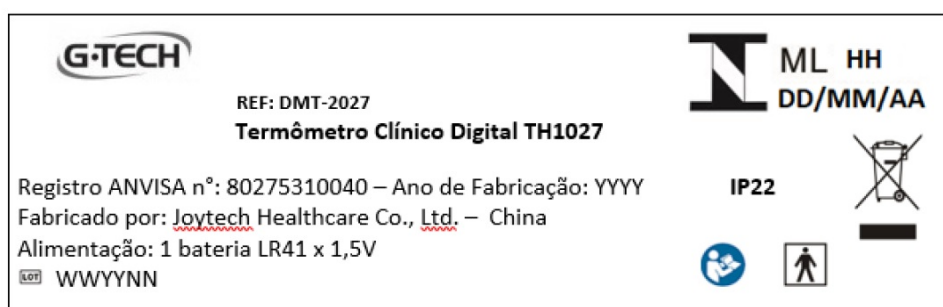 G-TECH
ML HH
DD/MM/AA
REF: DMT-2027
Termômetro Clínico Digital TH1027
Registro ANVISA n°: 80275310040 – Ano de Fabricação: YYYY
IP22
Fabricado por: Joytech Healthcare Co., Ltd. – China
Alimentação: 1 bateria LR41 x 1,5V
LOT WWYYNN